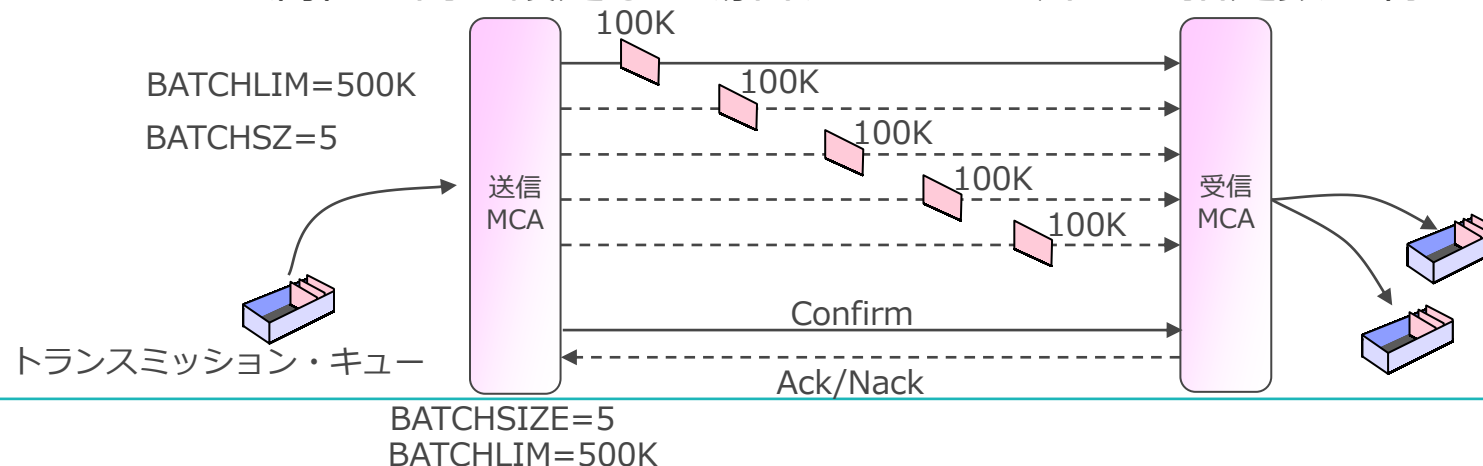 100K
BATCHLIM=500K
100K
BATCHSZ=5
100K
送信
MCA
100K
受信
MCA
100K
Confirm
トランスミッション・キュー
Ack/Nack
BATCHSIZE=5
BATCHLIM=500K